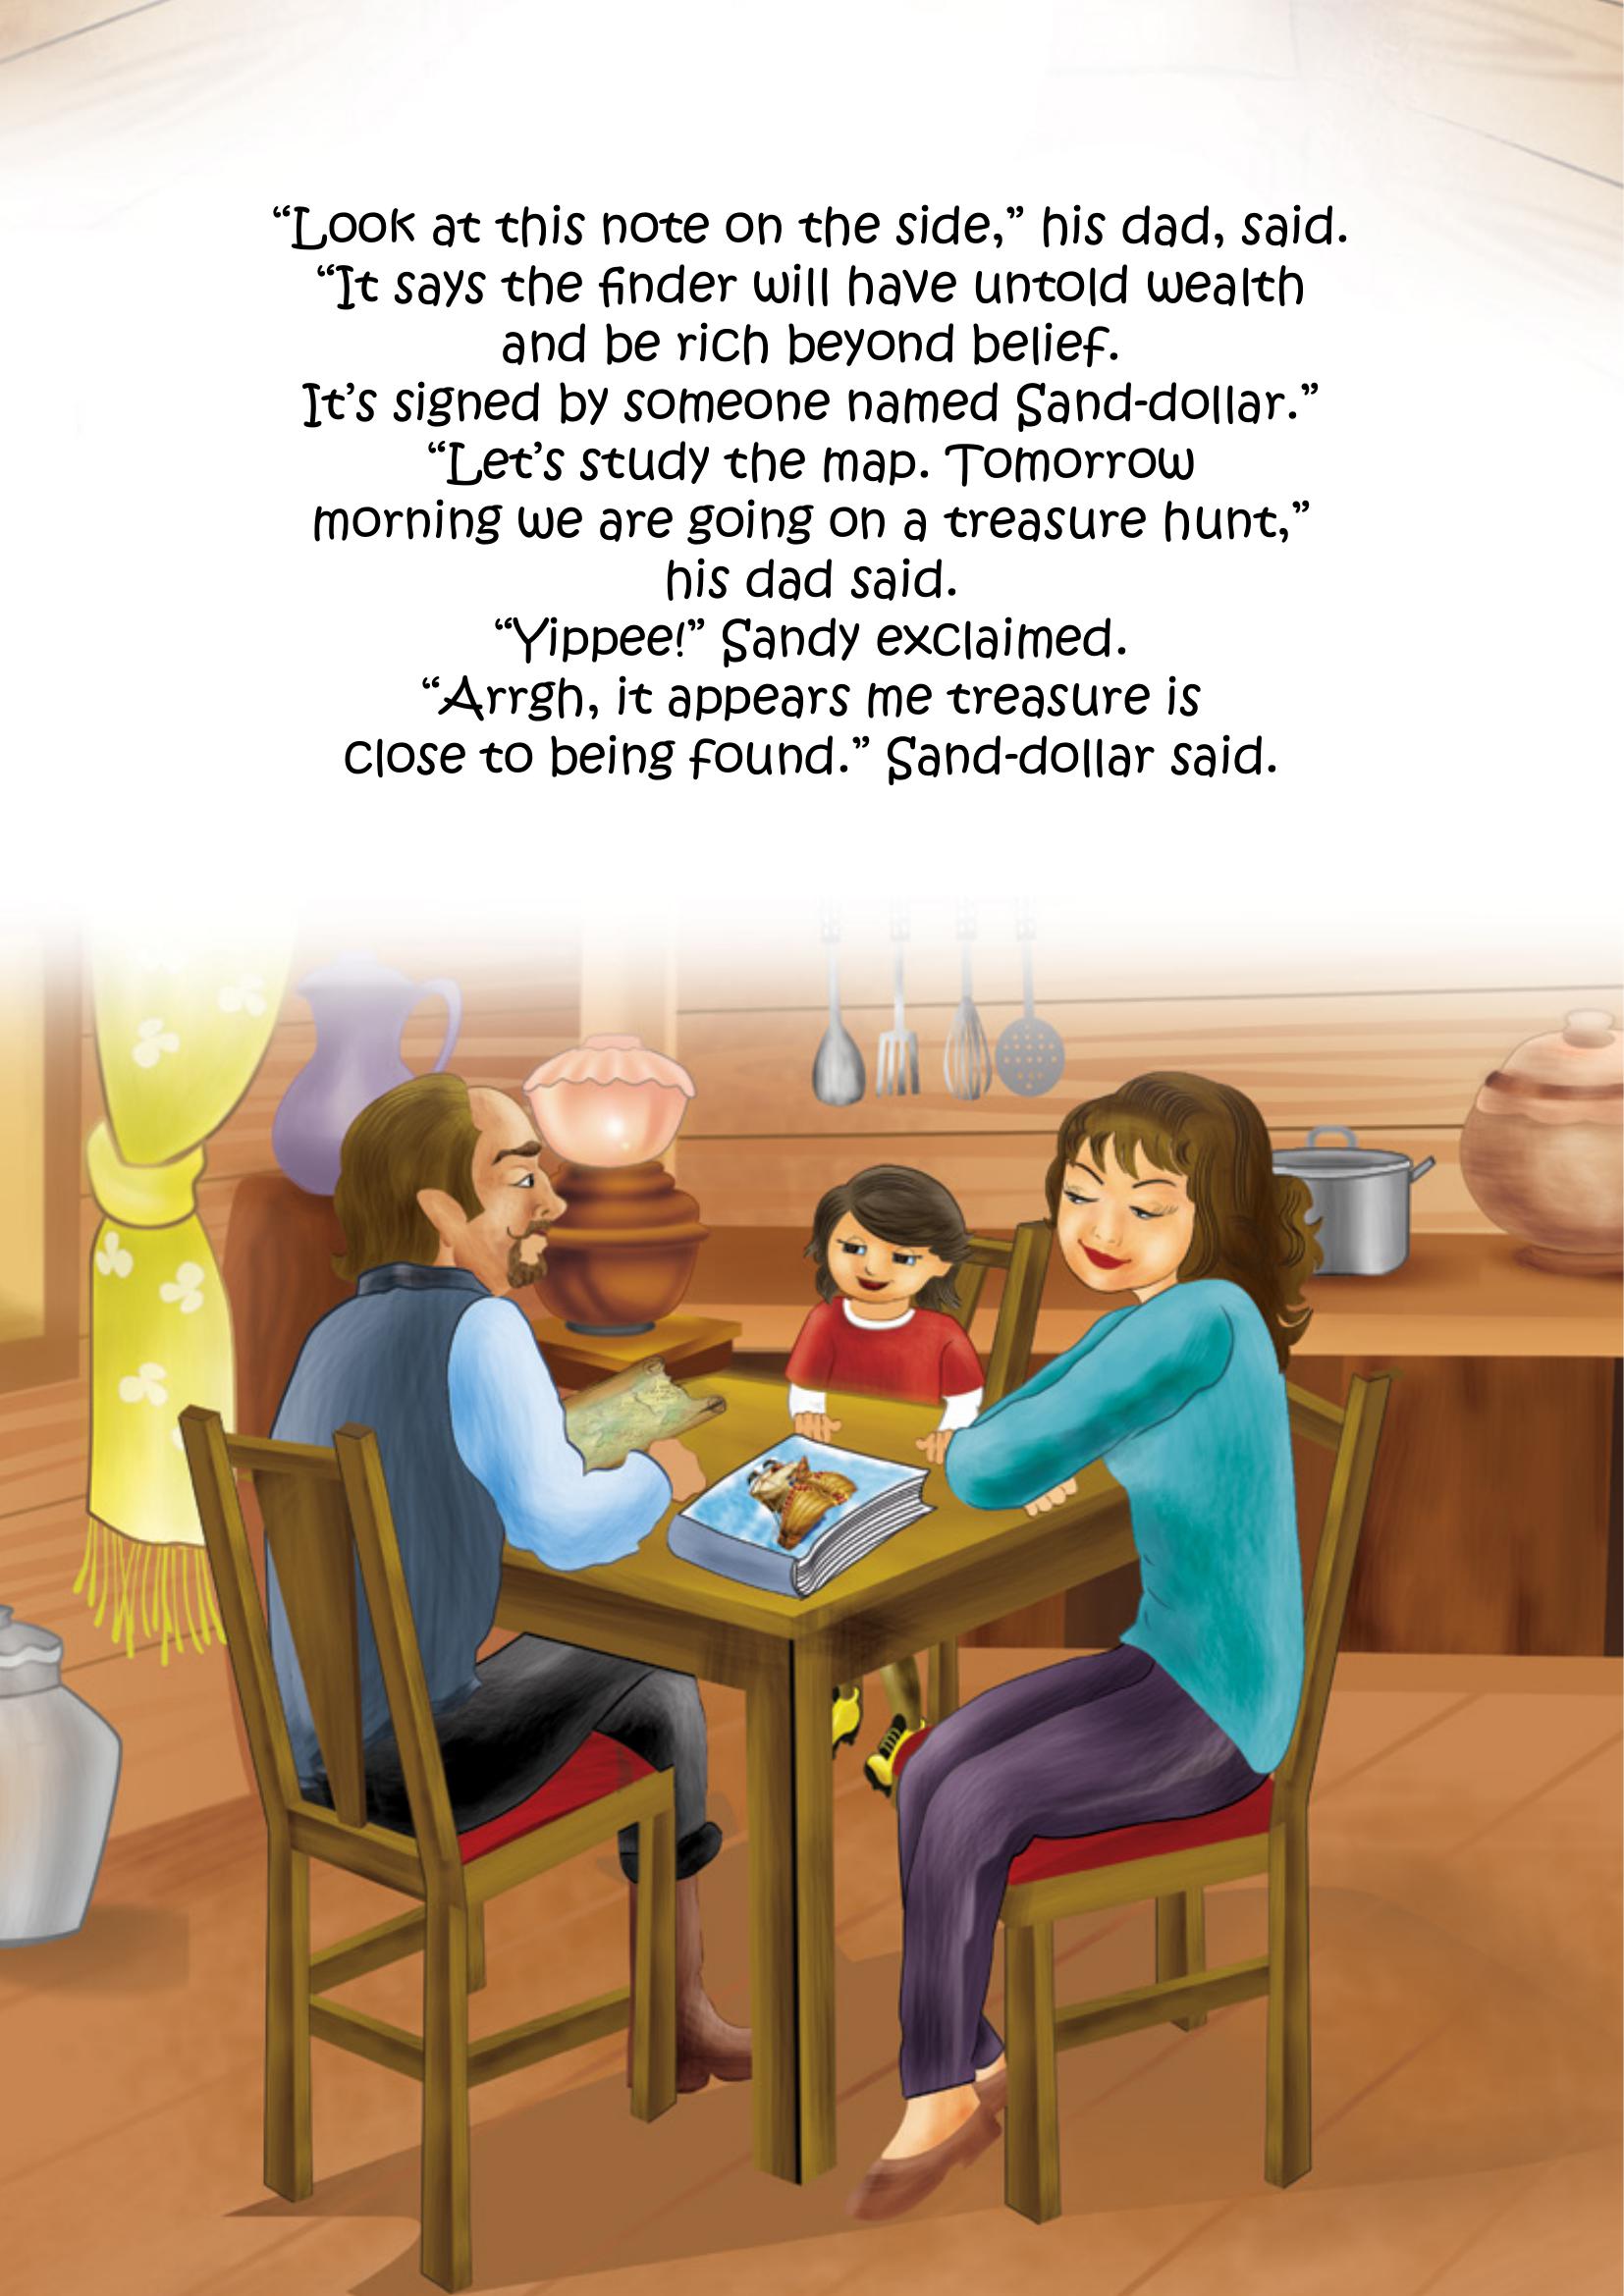 “Look at this note on the side,” his dad, said.
“It says the finder will have untold wealth
and be rich beyond belief.
It’s signed by someone named Sand-dollar.”
“Let’s study the map. Tomorrow
morning we are going on a treasure hunt,”
his dad said.
“Yippee!” Sandy exclaimed.
“Arrgh, it appears me treasure is
close to being found.” Sand-dollar said.